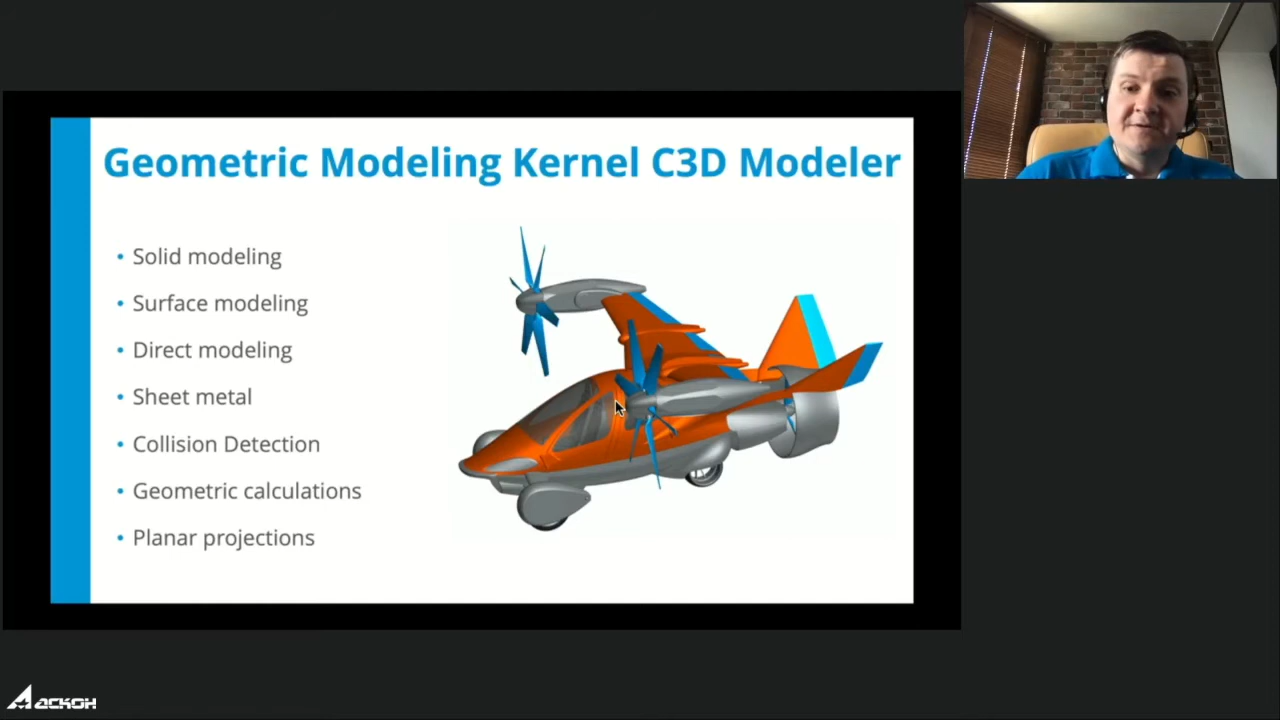 Geometric Modeling Kernel C3D Modeler
• Solid modeling
• Surface modeling
• Direct modeling
• Sheet metal
• Collision Detection
• Geometric calculations
• Planar projections
АСКОН